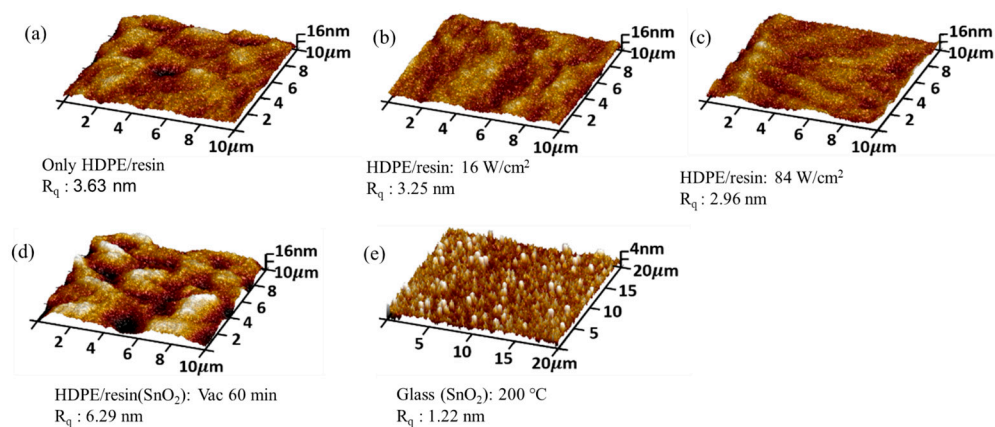 (a)
16nm
10μm
8
6
4
2
2
4
6
8
10μm
Only HDPE/resin
Rq : 3.63 nm
(b)
16nm
10μm
8
6
4
2
2
4
6
8
10μm
HDPE/resin: 16 W/cm²
Rq : 3.25 nm
(c)
16nm
10μm
8
6
4
2
2
4
6
8
10μm
HDPE/resin: 84 W/cm²
Rq : 2.96 nm
(d)
16nm
10μm
8
6
4
2
2
4
6
8
10μm
HDPE/resin(SnO₂): Vac 60 min
Rq : 6.29 nm
(e)
4nm
20μm
15
10
5
5
10
15
20μm
Glass (SnO₂): 200 °C
Rq : 1.22 nm